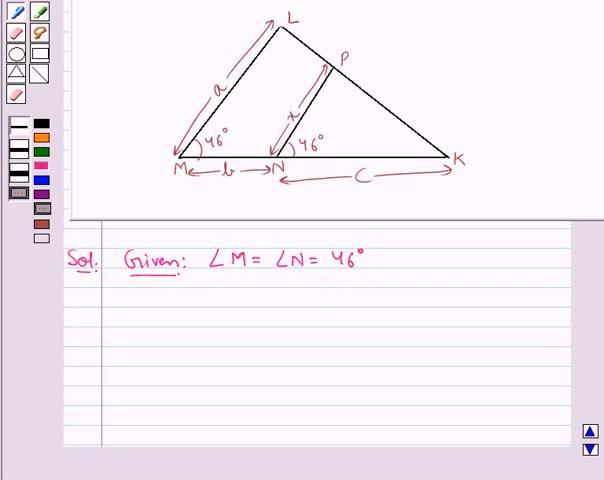 L
P
a
x
46°
46°
M
b
N
C
K
Sol: Given: ∠M = ∠N = 46°